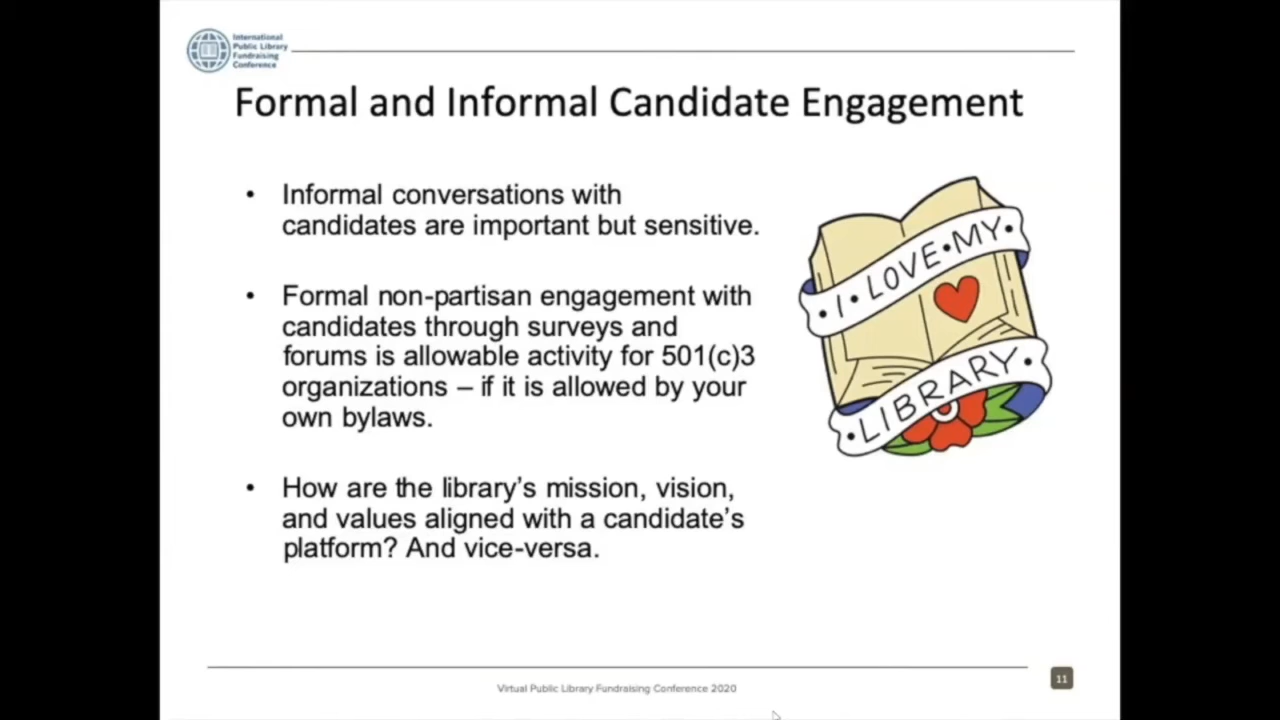 International
Public Library
Fundraising
Conference
Formal and Informal Candidate Engagement
• Informal conversations with
candidates are important but sensitive.
• Formal non-partisan engagement with
candidates through surveys and
forums is allowable activity for 501(c)3
organizations – if it is allowed by your
own bylaws.
• How are the library's mission, vision,
and values aligned with a candidate's
platform? And vice-versa.
• I • LOVE • MY •
• LIBRARY •
Virtual Public Library Fundraising Conference 2020
11